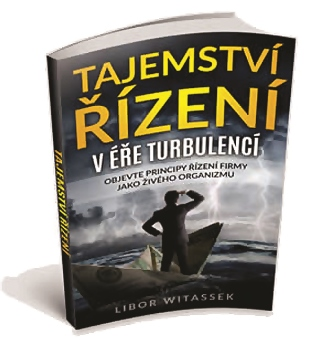 TAJEMSTVÍ
ŘÍZENÍ
V ÉŘE TURBULENCÍ
OBJEVTE PRINCIPY ŘÍZENÍ FIRMY
JAKO ŽIVÉHO ORGANIZMU
LIBOR WITASSEK
TAJEMSTVÍ ŘÍZENÍ